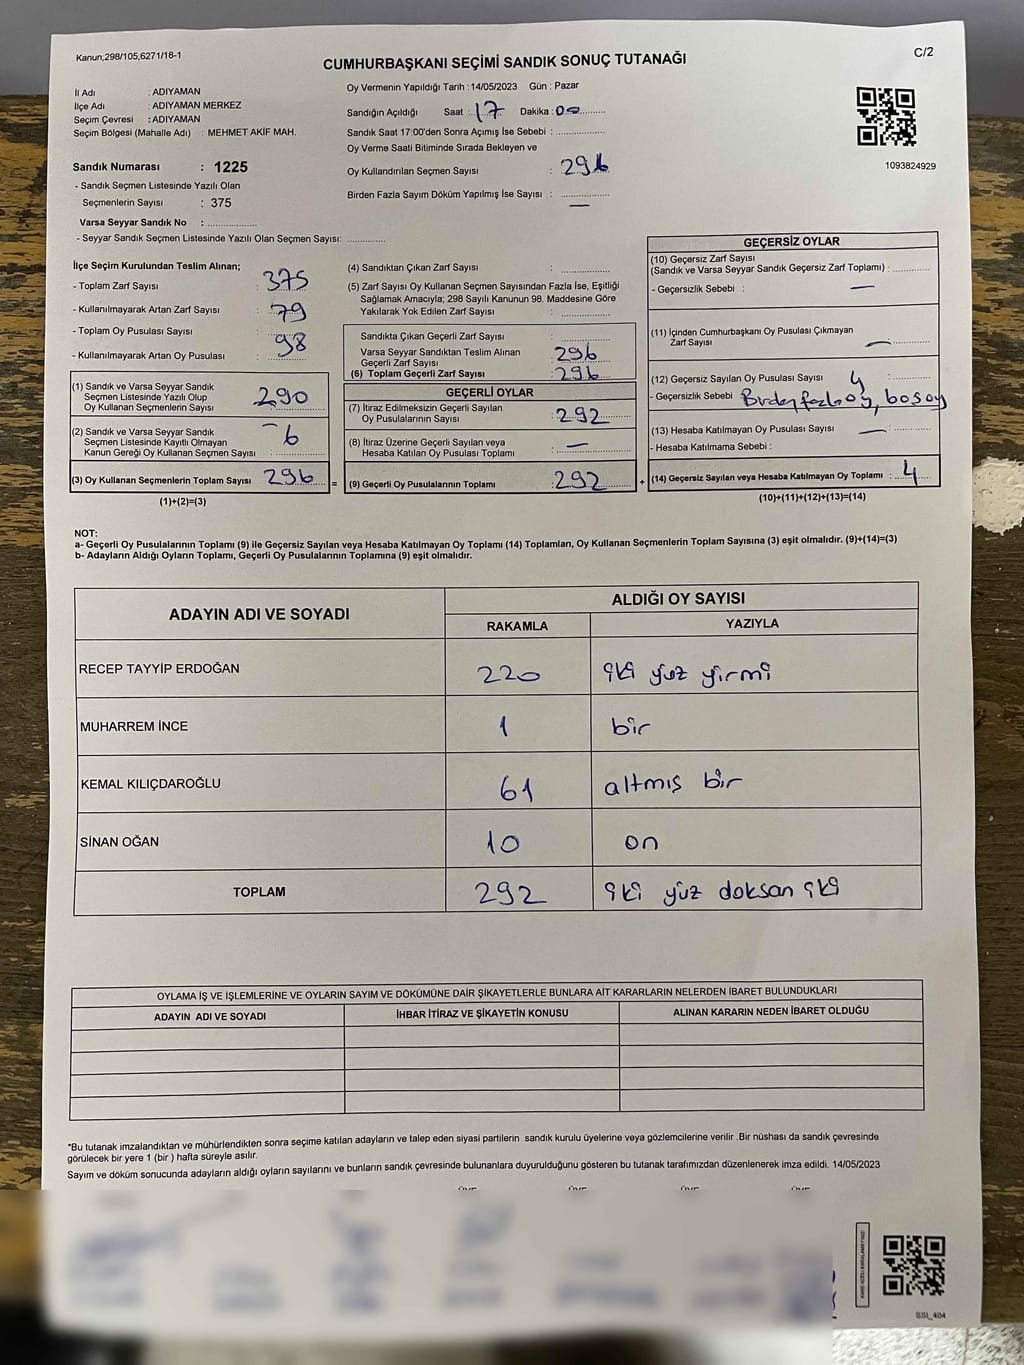 Kanun,298/105,6271/18-1
C/2
CUMHURBAŞKANI SEÇİMİ SANDIK SONUÇ TUTANAĞI
İl Adı : ADIYAMAN
İlçe Adı : ADIYAMAN MERKEZ
Seçim Çevresi : ADIYAMAN
Seçim Bölgesi (Mahalle Adı) : MEHMET AKİF MAH.
Sandık Numarası : 1225
- Sandık Seçmen Listesinde Yazılı Olan
Seçmenlerin Sayısı : 375
Varsa Seyyar Sandık No : ..............
- Seyyar Sandık Seçmen Listesinde Yazılı Olan Seçmen Sayısı: ............
Oy Vermenin Yapıldığı Tarih :14/05/2023 Gün : Pazar
Sandığın Açıldığı Saat : 17 Dakika : 00
Sandık Saat 17:00'den Sonra Açımış İse Sebebi : ..............
Oy Verme Saati Bitiminde Sırada Bekleyen ve
Oy Kullandırılan Seçmen Sayısı : 296
Birden Fazla Sayım Döküm Yapılmış İse Sayısı : —
1093824929
İlçe Seçim Kurulundan Teslim Alınan;
- Toplam Zarf Sayısı : 375
- Kullanılmayarak Artan Zarf Sayısı : 79
- Toplam Oy Pusulası Sayısı : 98
- Kullanılmayarak Artan Oy Pusulası :
(1) Sandık ve Varsa Seyyar Sandık
Seçmen Listesinde Yazılı Olup
Oy Kullanan Seçmenlerin Sayısı : 290
(2) Sandık ve Varsa Seyyar Sandık
Seçmen Listesinde Kayıtlı Olmayan
Kanun Gereği Oy Kullanan Seçmen Sayısı : 6
(3) Oy Kullanan Seçmenlerin Toplam Sayısı 296 =
(1)+(2)=(3)
(4) Sandıktan Çıkan Zarf Sayısı : ..............
(5) Zarf Sayısı Oy Kullanan Seçmen Sayısından Fazla İse, Eşitliği
Sağlamak Amacıyla; 298 Sayılı Kanunun 98. Maddesine Göre
Yakılarak Yok Edilen Zarf Sayısı : ..............
Sandıkta Çıkan Geçerli Zarf Sayısı
Varsa Seyyar Sandıktan Teslim Alınan
Geçerli Zarf Sayısı : 296
(6) Toplam Geçerli Zarf Sayısı : 296
GEÇERLİ OYLAR
(7) İtiraz Edilmeksizin Geçerli Sayılan
Oy Pusulalarının Sayısı : 292
(8) İtiraz Üzerine Geçerli Sayılan veya
Hesaba Katılan Oy Pusulası Toplamı : —
(9) Geçerli Oy Pusulalarının Toplamı : 292 +
GEÇERSİZ OYLAR
(10) Geçersiz Zarf Sayısı
(Sandık ve Varsa Seyyar Sandık Geçersiz Zarf Toplamı) : ............
- Geçersizlik Sebebi : —
(11) İçinden Cumhurbaşkanı Oy Pusulası Çıkmayan
Zarf Sayısı : —
(12) Geçersiz Sayılan Oy Pusulası Sayısı : 4
- Geçersizlik Sebebi Birden fazla oy, boş oy
(13) Hesaba Katılmayan Oy Pusulası Sayısı : —
- Hesaba Katılmama Sebebi :
(14) Geçersiz Sayılan veya Hesaba Katılmayan Oy Toplamı : 4
(10)+(11)+(12)+(13)=(14)
NOT:
a- Geçerli Oy Pusulalarının Toplamı (9) ile Geçersiz Sayılan veya Hesaba Katılmayan Oy Toplamı (14) Toplamları, Oy Kullanan Seçmenlerin Toplam Sayısına (3) eşit olmalıdır. (9)+(14)=(3)
b- Adayların Aldığı Oyların Toplamı, Geçerli Oy Pusulalarının Toplamına (9) eşit olmalıdır.
ADAYIN ADI VE SOYADI
ALDIĞI OY SAYISI
RAKAMLA YAZIYLA
RECEP TAYYİP ERDOĞAN 220 iki yüz yirmi
MUHARREM İNCE 1 bir
KEMAL KILIÇDAROĞLU 61 altmış bir
SİNAN OĞAN 10 on
TOPLAM 292 iki yüz doksan iki
OYLAMA İŞ VE İŞLEMLERİNE VE OYLARIN SAYIM VE DÖKÜMÜNE DAİR ŞİKAYETLERLE BUNLARA AİT KARARLARIN NELERDEN İBARET BULUNDUKLARI
ADAYIN ADI VE SOYADI İHBAR İTİRAZ VE ŞİKAYETİN KONUSU ALINAN KARARIN NEDEN İBARET OLDUĞU
*Bu tutanak imzalandıktan ve mühürlendikten sonra seçime katılan adayların ve talep eden siyasi partilerin sandık kurulu üyelerine veya gözlemcilerine verilir .Bir nüshası da sandık çevresinde
görülecek bir yere 1 (bir ) hafta süreyle asılır.
Sayım ve döküm sonucunda adayların aldığı oyların sayılarını ve bunların sandık çevresinde bulunanlara duyurulduğunu gösteren bu tutanak tarafımızdan düzenlenerek imza edildi. 14/05/2023
SSI_404